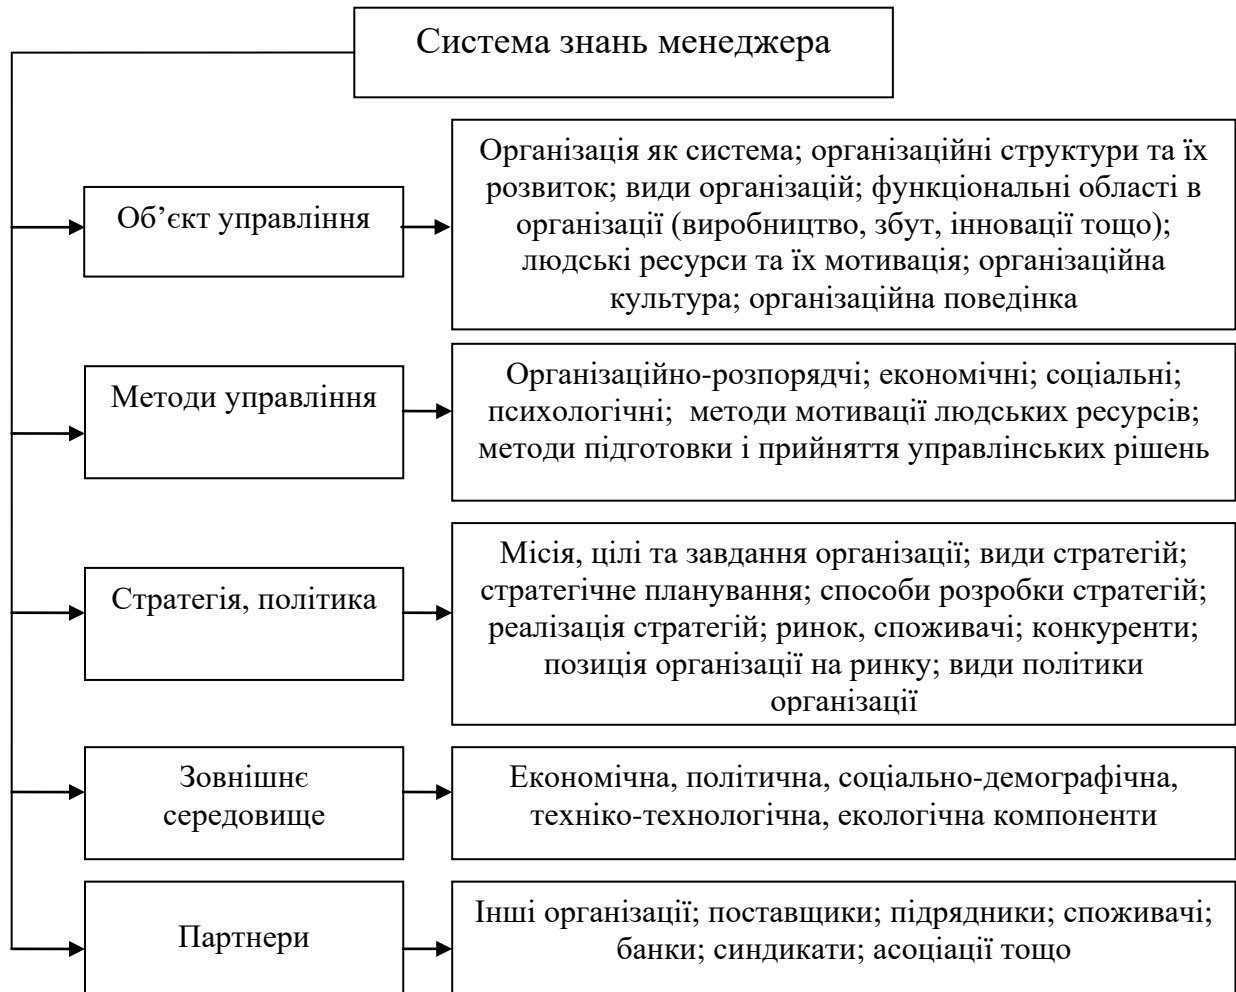 Система знань менеджера
Об’єкт управління
Організація як система; організаційні структури та їх
розвиток; види організацій; функціональні області в
організації (виробництво, збут, інновації тощо);
людські ресурси та їх мотивація; організаційна
культура; організаційна поведінка
Методи управління
Організаційно-розпорядчі; економічні; соціальні;
психологічні; методи мотивації людських ресурсів;
методи підготовки і прийняття управлінських рішень
Стратегія, політика
Місія, цілі та завдання організації; види стратегій;
стратегічне планування; способи розробки стратегій;
реалізація стратегій; ринок, споживачі; конкуренти;
позиція організації на ринку; види політики
організації
Зовнішнє
середовище
Економічна, політична, соціально-демографічна,
техніко-технологічна, екологічна компоненти
Партнери
Інші організації; поставщики; підрядники; споживачі;
банки; синдикати; асоціації тощо